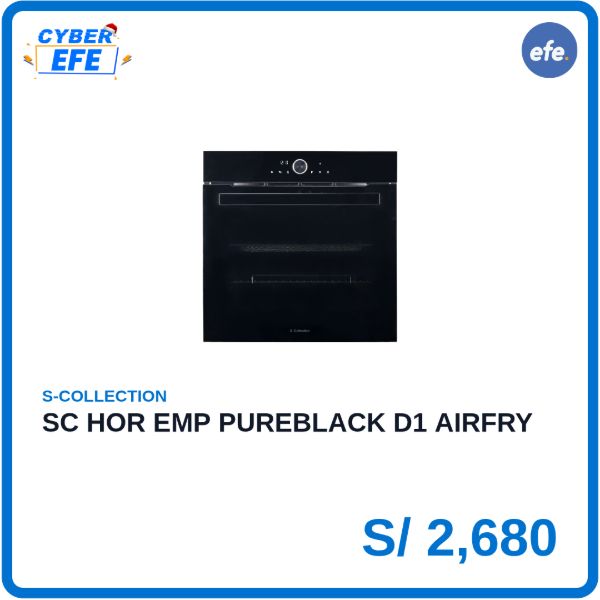 CYBER
EFE
efe.
S-COLLECTION
SC HOR EMP PUREBLACK D1 AIRFRY
S/ 2,680